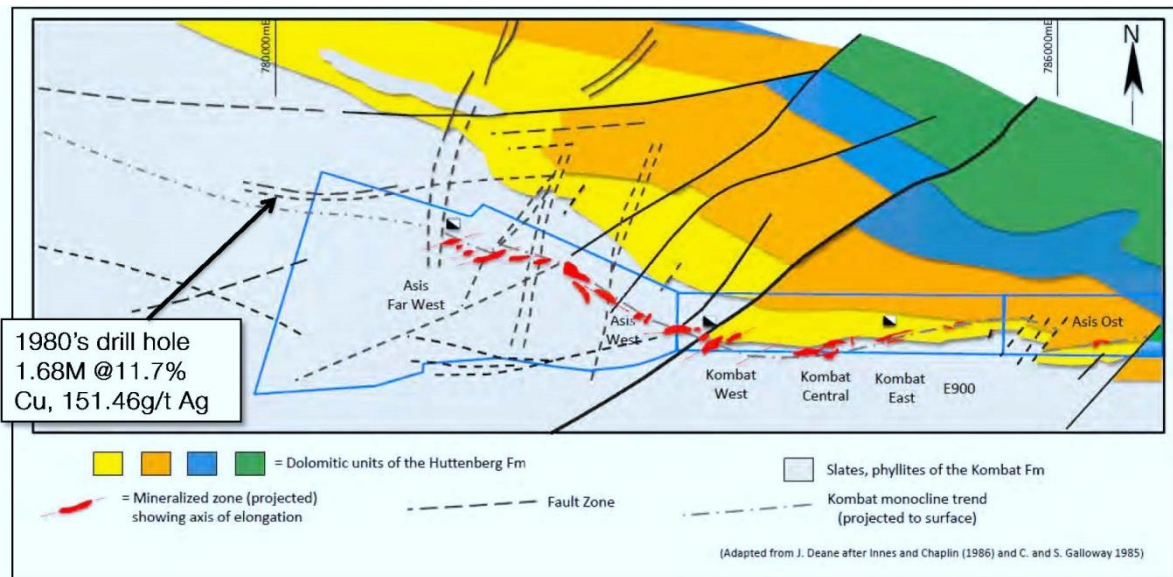 780000mE
786000mE
N
Asis
Far West
Asis
West
Kombat
West
Kombat
Central
Kombat
East
E900
Asis Ost
1980's drill hole
1.68M @11.7%
Cu, 151.46g/t Ag
= Dolomitic units of the Huttenberg Fm
Slates, phyllites of the Kombat Fm
= Mineralized zone (projected)
showing axis of elongation
Fault Zone
Kombat monocline trend
(projected to surface)
(Adapted from J. Deane after Innes and Chaplin (1986) and C. and S. Galloway 1985)